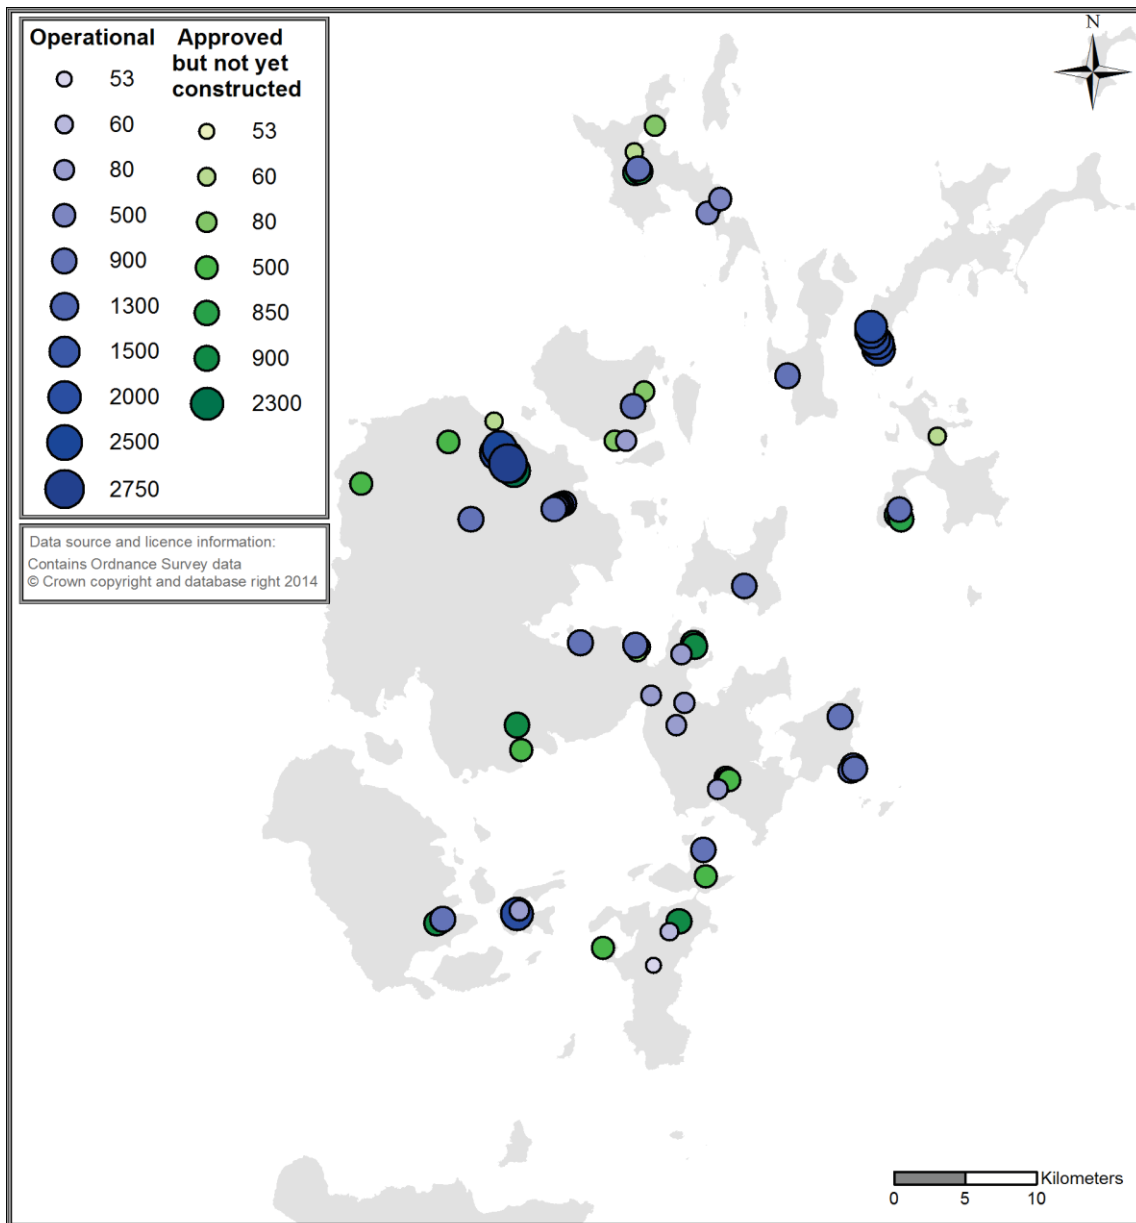 Operational
53
60
80
500
900
1300
1500
2000
2500
2750
Approved
but not yet
constructed
53
60
80
500
850
900
2300
Data source and licence information:
Contains Ordnance Survey data
© Crown copyright and database right 2014
N
Kilometers
0 5 10